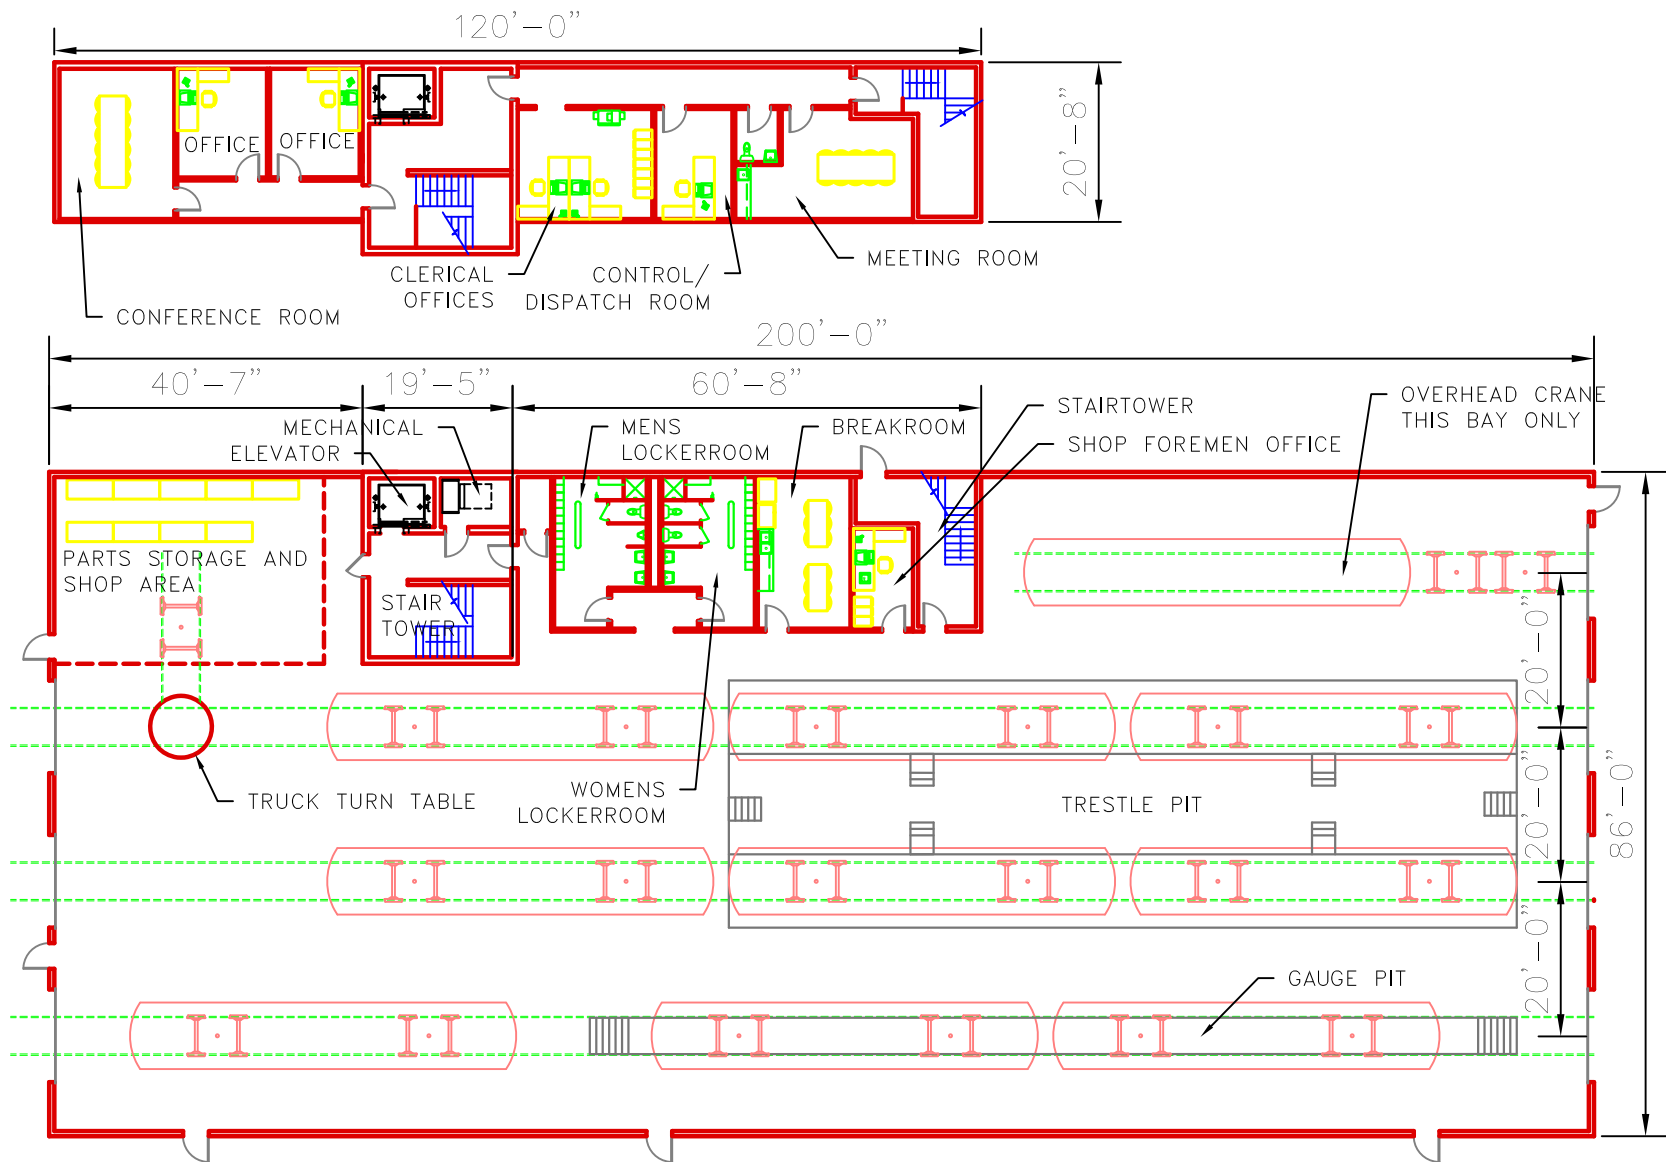 120'-0"
20'-8"
OFFICE
OFFICE
CLERICAL
OFFICES
CONTROL/
DISPATCH ROOM
MEETING ROOM
CONFERENCE ROOM
200'-0"
40'-7"
19'-5"
60'-8"
MECHANICAL
ELEVATOR
MENS
LOCKERROOM
BREAKROOM
STAIRTOWER
SHOP FOREMEN OFFICE
OVERHEAD CRANE
THIS BAY ONLY
PARTS STORAGE AND
SHOP AREA
STAIR
TOWER
20'-0"
TRUCK TURN TABLE
WOMENS
LOCKERROOM
TRESTLE PIT
20'-0"
86'-0"
20'-0"
GAUGE PIT